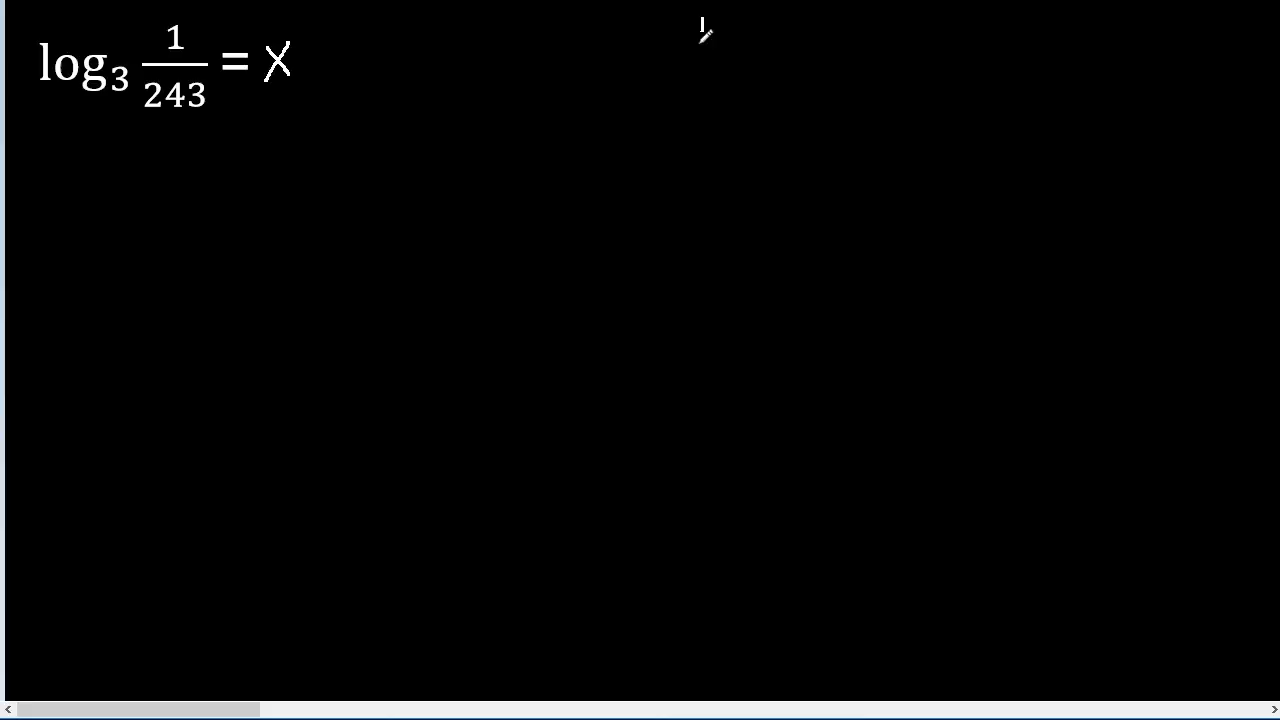 log₃ 1/243 = x